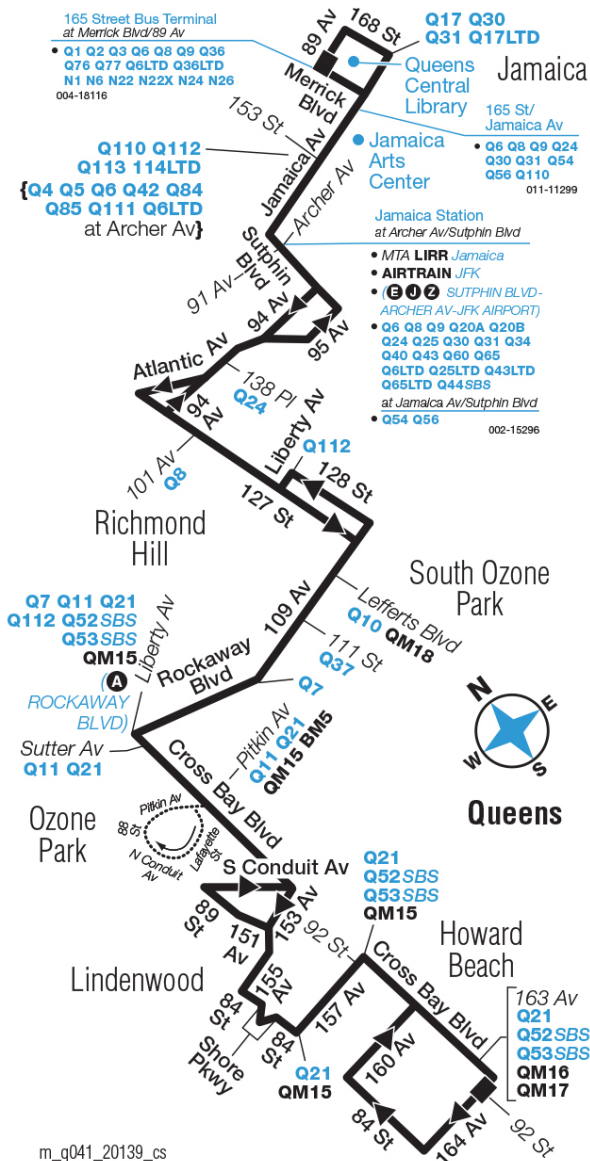 165 Street Bus Terminal
at Merrick Blvd/89 Av
• Q1 Q2 Q3 Q6 Q8 Q9 Q36
Q76 Q77 Q6LTD Q36LTD
N1 N6 N22 N22X N24 N26
004-18116
89 Av
168 St
Q17 Q30
Q31 Q17LTD
Jamaica
Queens
Central
Library
Merrick
Blvd
153 St
165 St/
Jamaica Av
• Q6 Q8 Q9 Q24
Q30 Q31 Q54
Q56 Q110
011-11299
Jamaica
Arts
Center
Q110 Q112
Q113 114LTD
{Q4 Q5 Q6 Q42 Q84
Q85 Q111 Q6LTD
at Archer Av}
Jamaica Av
Archer Av
Sutphin
Blvd
Jamaica Station
at Archer Av/Sutphin Blvd
• MTA LIRR Jamaica
• AIRTRAIN JFK
• (E J Z SUTPHIN BLVD-
ARCHER AV-JFK AIRPORT)
• Q6 Q8 Q9 Q20A Q20B
Q24 Q25 Q30 Q31 Q34
Q40 Q43 Q60 Q65
Q6LTD Q25LTD Q43LTD
Q65LTD Q44SBS
at Jamaica Av/Sutphin Blvd
• Q54 Q56
002-15296
91 Av
94 Av
95 Av
Atlantic Av
138 Pl
Q24
94
Av
101 Av
Q8
Liberty Av
Q112
128 St
127 St
Richmond
Hill
South Ozone
Park
Lefferts Blvd
Q10 QM18
109 Av
111 St
Q37
Q7
Rockaway
Blvd
Q7 Q11 Q21
Q112 Q52SBS
Q53SBS
QM15
(A
ROCKAWAY
BLVD)
Liberty Av
Sutter Av
Q11 Q21
Pitkin Av
Q11 Q21
QM15 BM5
N
E
W
S
Queens
Cross Bay Blvd
Ozone
Park
Pitkin Av
88
St
N Conduit
Av
Lafayette
St
S Conduit Av
89
St
151
Av
153 Av
Q21
Q52SBS
Q53SBS
QM15
92 St
Howard
Beach
Cross Bay Blvd
Lindenwood
155
Av
84
St
Shore
Pkwy
84
St
157 Av
Q21
QM15
160 Av
163 Av
Q21
Q52SBS
Q53SBS
QM16
QM17
84 St
164 Av
92 St
m_q041_20139_cs